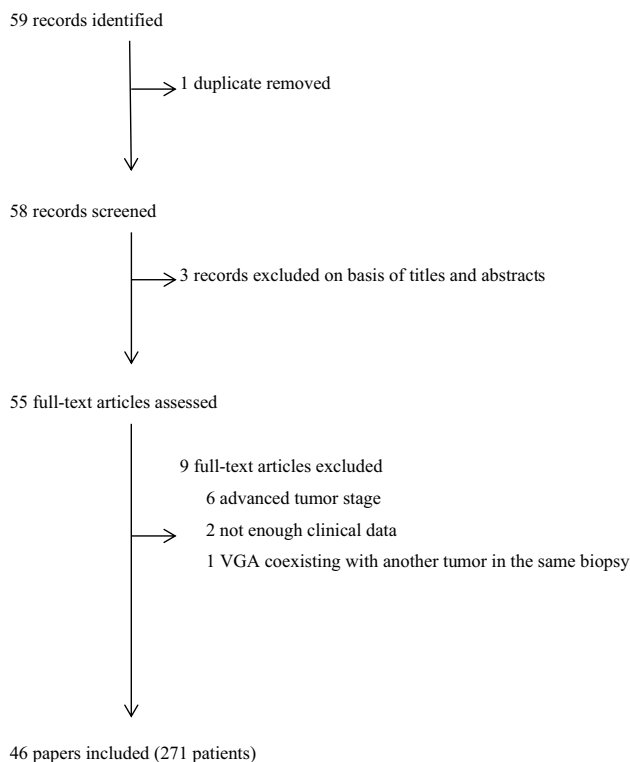 59 records identified
1 duplicate removed
58 records screened
3 records excluded on basis of titles and abstracts
55 full-text articles assessed
9 full-text articles excluded
6 advanced tumor stage
2 not enough clinical data
1 VGA coexisting with another tumor in the same biopsy
46 papers included (271 patients)